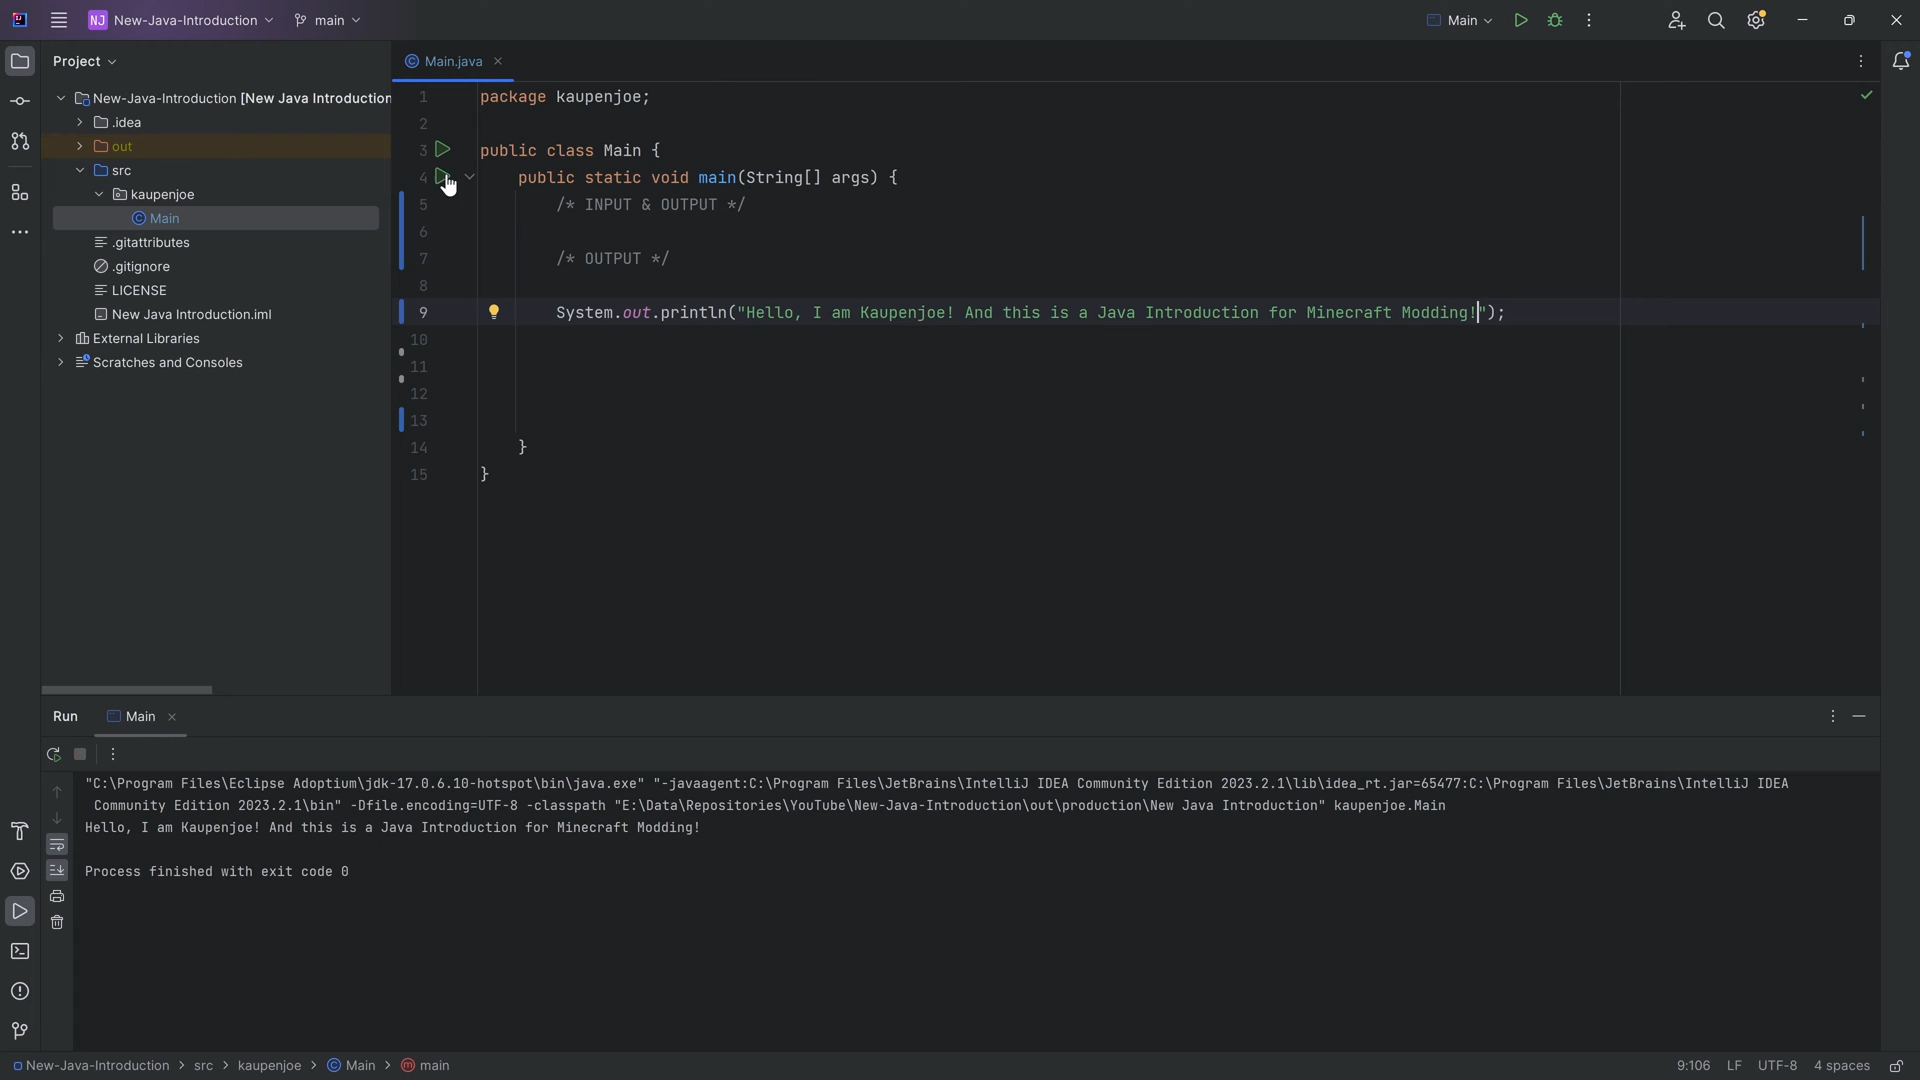 NJ New-Java-Introduction main Main
Project
Main.java
New-Java-Introduction [New Java Introduction
.idea
out
src
kaupenjoe
Main
.gitattributes
.gitignore
LICENSE
New Java Introduction.iml
External Libraries
Scratches and Consoles
1 package kaupenjoe;
2
3 public class Main {
4 public static void main(String[] args) {
5 /* INPUT & OUTPUT */
6
7 /* OUTPUT */
8
9 System.out.println("Hello, I am Kaupenjoe! And this is a Java Introduction for Minecraft Modding!");
10
11
12
13
14 }
15 }
Run Main
"C:\Program Files\Eclipse Adoptium\jdk-17.0.6.10-hotspot\bin\java.exe" "-javaagent:C:\Program Files\JetBrains\IntelliJ IDEA Community Edition 2023.2.1\lib\idea_rt.jar=65477:C:\Program Files\JetBrains\IntelliJ IDEA
Community Edition 2023.2.1\bin" -Dfile.encoding=UTF-8 -classpath "E:\Data\Repositories\YouTube\New-Java-Introduction\out\production\New Java Introduction" kaupenjoe.Main
Hello, I am Kaupenjoe! And this is a Java Introduction for Minecraft Modding!
Process finished with exit code 0
New-Java-Introduction > src > kaupenjoe > Main > main 9:106 LF UTF-8 4 spaces